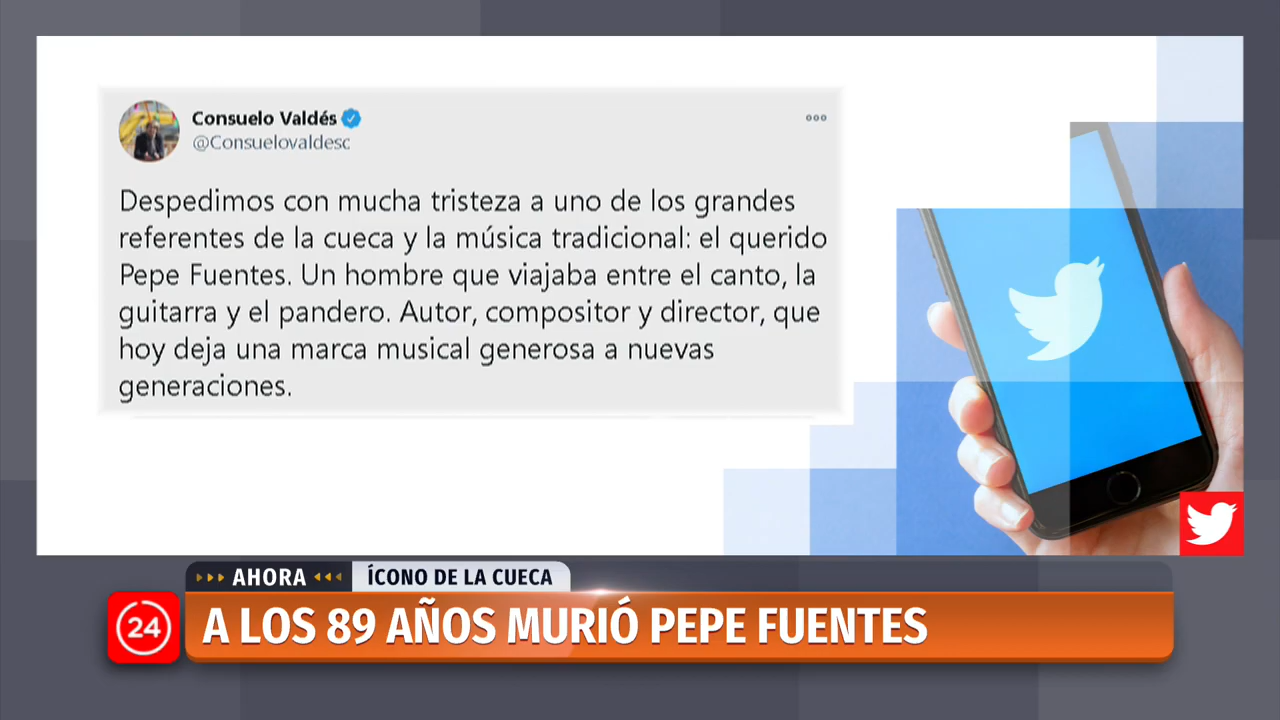 Consuelo Valdés
@Consuelovaldesc
Despedimos con mucha tristeza a uno de los grandes
referentes de la cueca y la música tradicional: el querido
Pepe Fuentes. Un hombre que viajaba entre el canto, la
guitarra y el pandero. Autor, compositor y director, que
hoy deja una marca musical generosa a nuevas
generaciones.
AHORA
ÍCONO DE LA CUECA
24
A LOS 89 AÑOS MURIÓ PEPE FUENTES